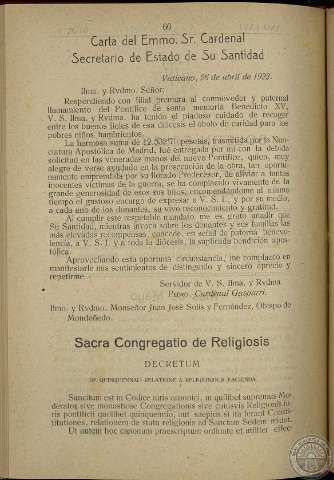 60
Carta del Emmo. Sr. Cardenal
Secretario de Estado de Su Santidad
Vaticano, 26 de abril de 1922.
Ilmo. y Rvdmo. Señor:
Respondiendo con filial premura al conmovedor y paternal
llamamiento del Pontífice de santa memoria Benedicto XV,
V. S. Ilma. y Rvdma. ha tenido el piadoso cuidado de recoger
entre los buenos fieles de esa diócesis el óbolo de caridad para los
pobres niños hambrientos.
La hermosa suma de pesetas, trasmitida por la Nun-
ciatura Apostólica de Madrid, fué entregada por mí con la debida
solicitud en las veneradas manos del nuevo Pontífice, quien, muy
alegre de verse ayudado en la prosecución de la obra, tan oportu-
namente emprendida por su llorado Predecesor, de aliviar a tantas
inocentes víctimas de la guerra, se ha complacido vivamente de la
grande generosidad de esos sus hijos, encomendándome al mismo
tiempo el gustoso encargo de expresar a V. S. I., y por su medio,
a cada uno de los donantes, su vivo reconocimiento y gratitud.
Al cumplir este respetable mandato, me es grato añadir que
Su Santidad, mientras invoca sobre los donantes y sus familias las
más elevadas recompensas, concede, en señal de paterna benevo-
lencia, a V. S. I. y a toda la diócesis, la suplicada bendición apos-
tólica.
Aprovechando esta oportuna circunstancia, me complazco en
manifestarle mis sentimientos de distinguido y sincero aprecio y
repetirme
Servidor de V. S. Ilma. y Rvdma
Pedro, Cardenal Gasparri.
Ilmo. y Rvdmo. Monseñor Juan José Solís y Fernández, Obispo de
Mondoñedo.
Sacra Congregatio de Religiosis
DECRETUM
DE QUINQUENNALI RELATIONE A RELIGIONIBUS FACIENDA
Sancitum est in Codice iuris canonici, ut quilibet supremus Mo-
derator, sive monasticae Congregationis sive cuiusvis Religionis iu-
ris pontificii quolibet quinquennio, aut saepius si ita ferant Consti-
tutiones, relationem de statu religionis ad Sanctam Sedem mittat.
Ut autem hoc canonum praescriptum ordinate et utiliter effec-